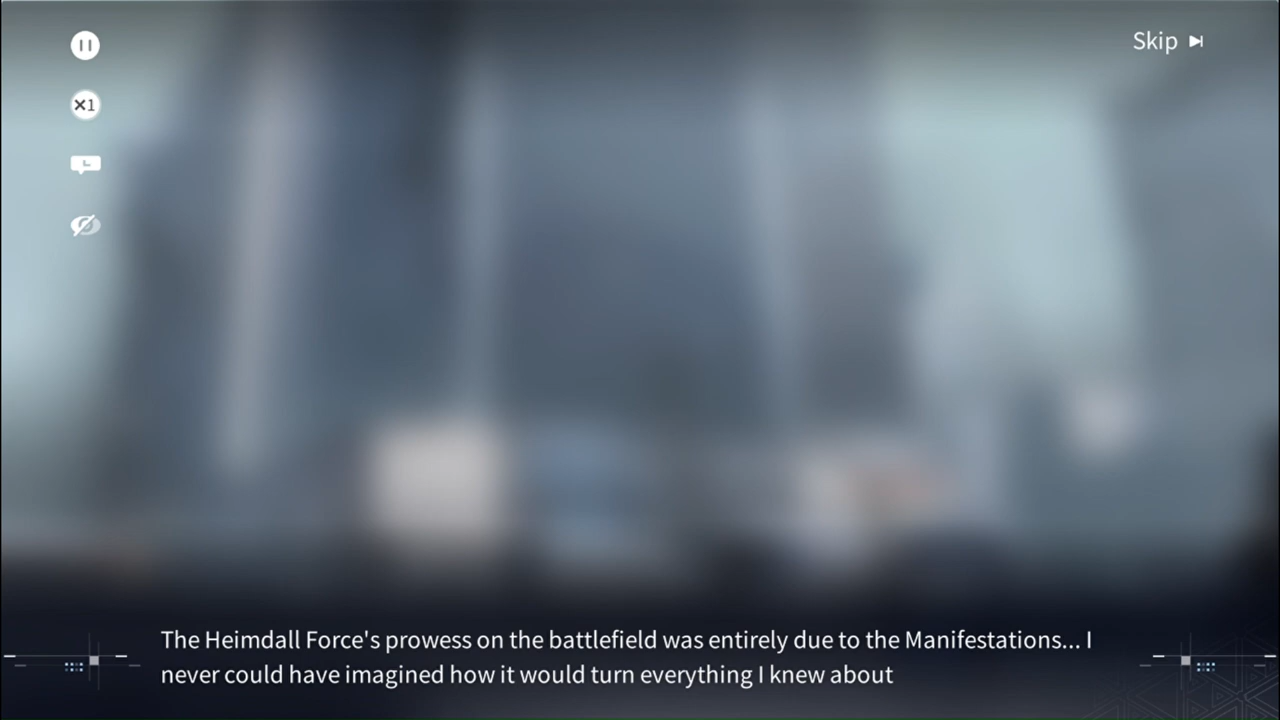 Skip
×1
The Heimdall Force's prowess on the battlefield was entirely due to the Manifestations... I
never could have imagined how it would turn everything I knew about